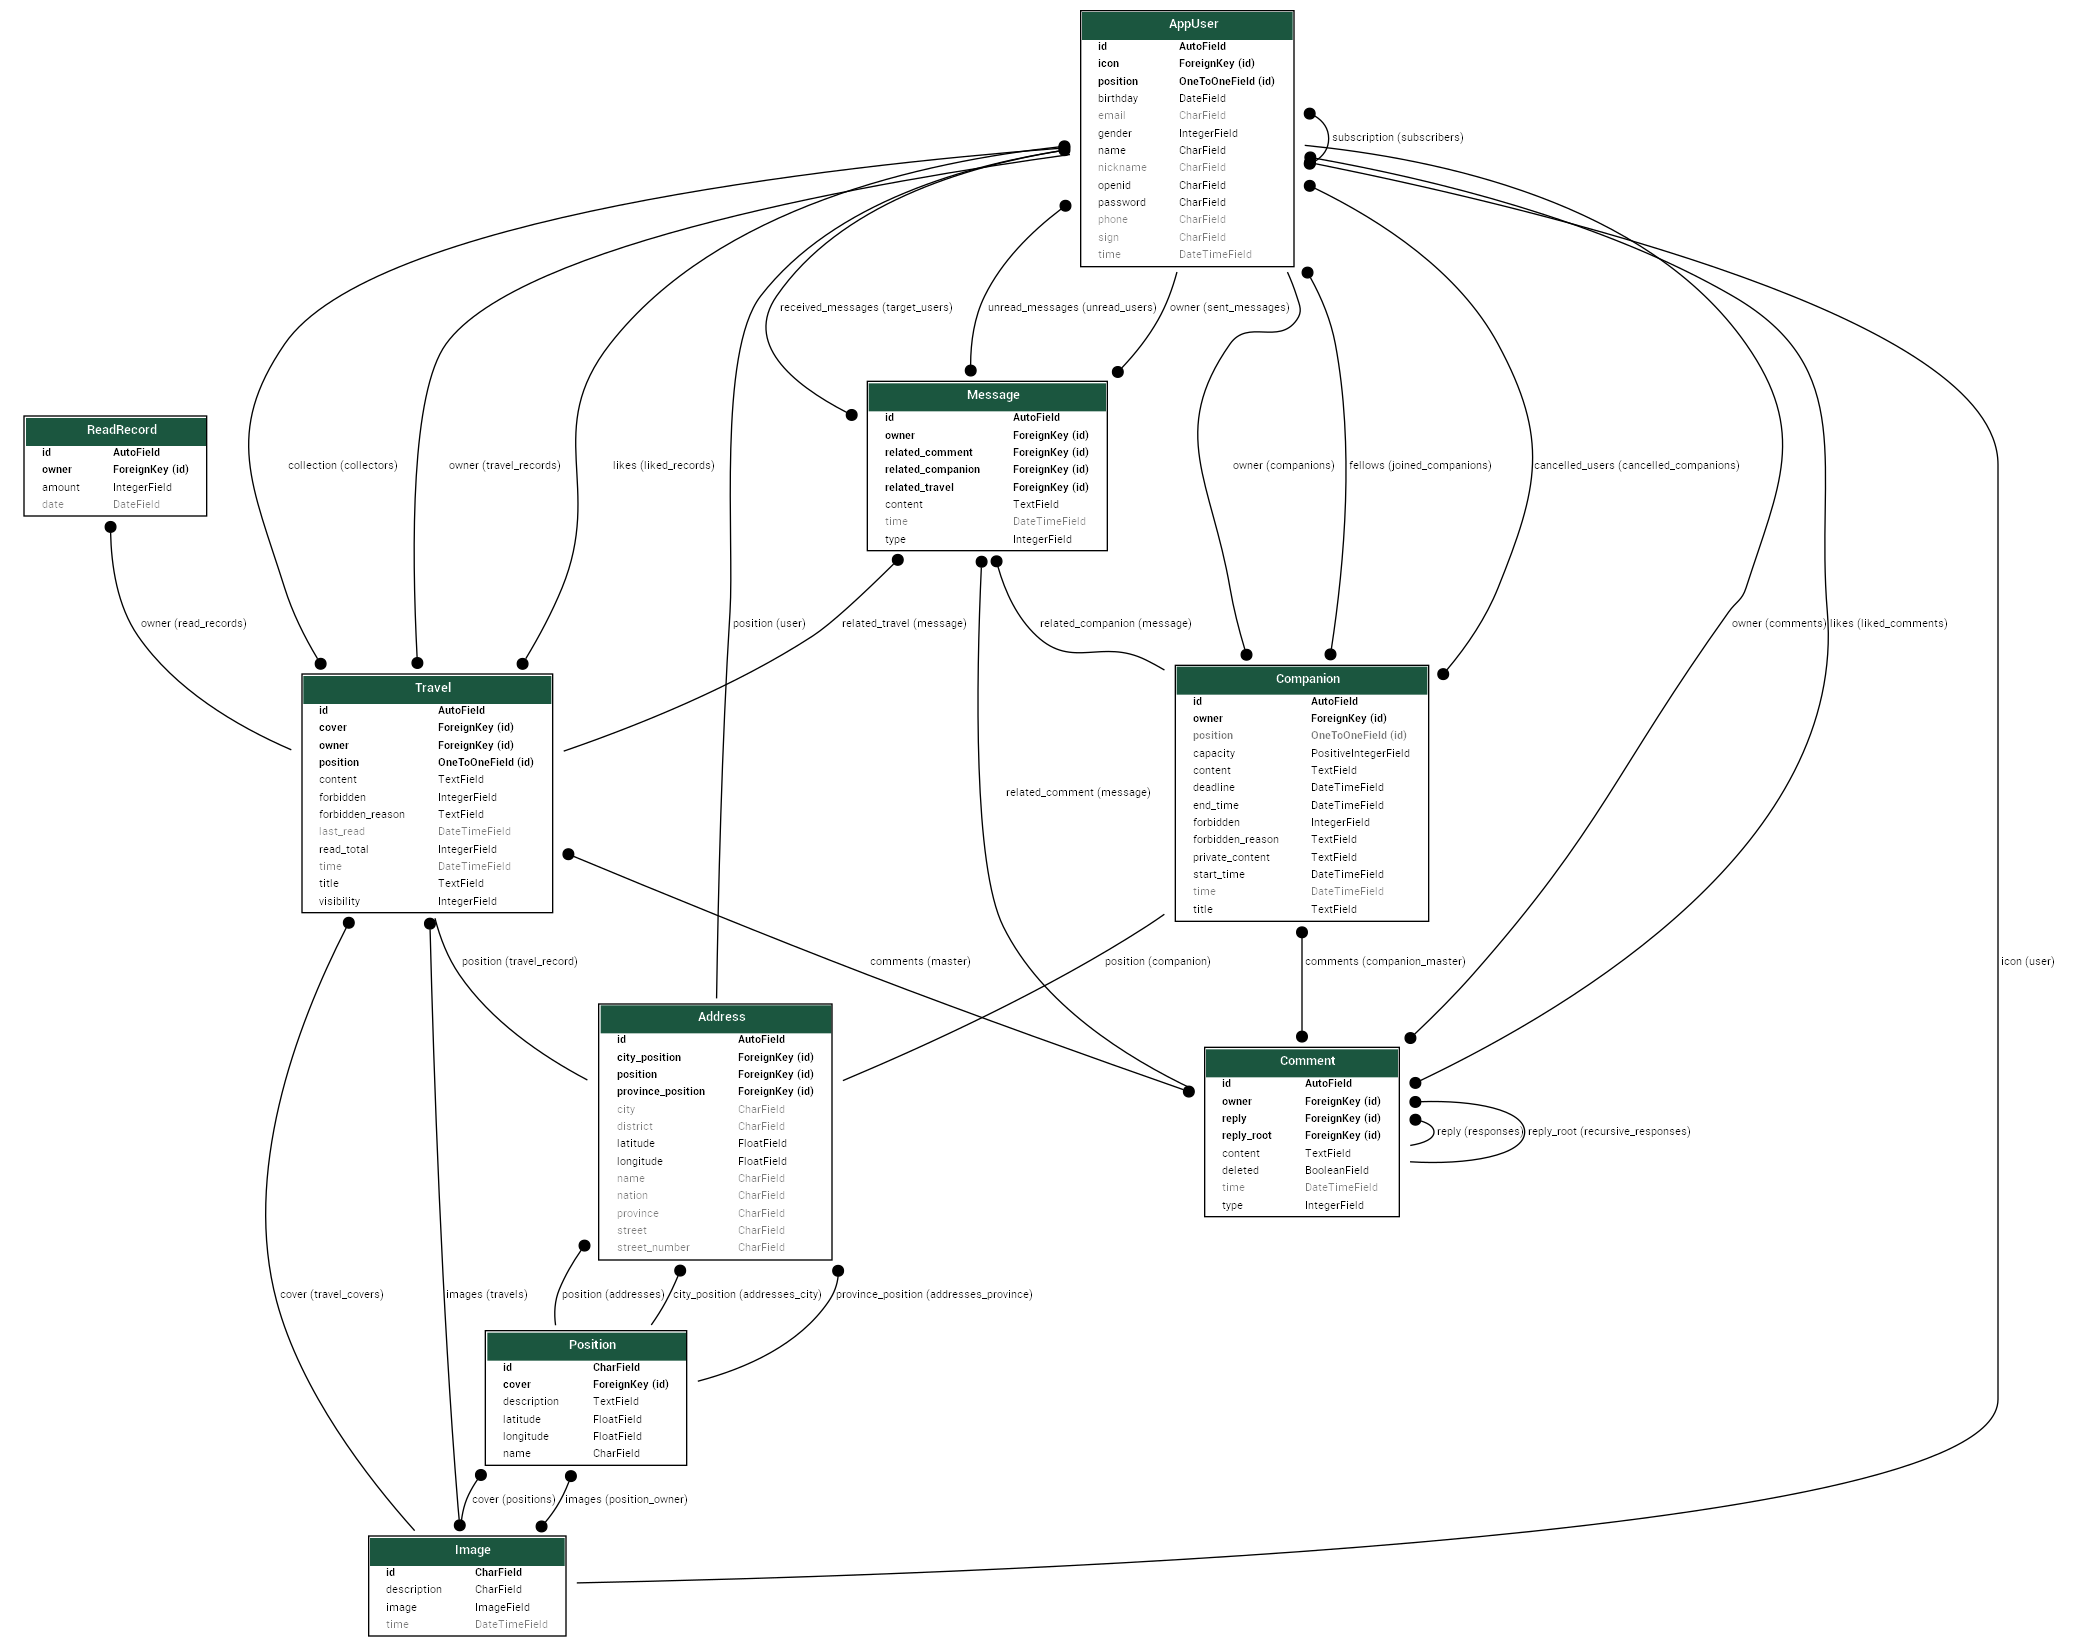 AppUser
id AutoField
icon ForeignKey (id)
position OneToOneField (id)
birthday DateField
email CharField
gender IntegerField
name CharField
nickname CharField
openid CharField
password CharField
phone CharField
sign CharField
time DateTimeField
subscription (subscribers)
received_messages (target_users)
unread_messages (unread_users)
owner (sent_messages)
Message
id AutoField
owner ForeignKey (id)
related_comment ForeignKey (id)
related_companion ForeignKey (id)
related_travel ForeignKey (id)
content TextField
time DateTimeField
type IntegerField
ReadRecord
id AutoField
owner ForeignKey (id)
amount IntegerField
date DateField
collection (collectors)
owner (travel_records)
likes (liked_records)
owner (companions)
fellows (joined_companions)
cancelled_users (cancelled_companions)
owner (read_records)
position (user)
related_travel (message)
related_companion (message)
owner (comments)
likes (liked_comments)
Travel
id AutoField
cover ForeignKey (id)
owner ForeignKey (id)
position OneToOneField (id)
content TextField
forbidden IntegerField
forbidden_reason TextField
last_read DateTimeField
read_total IntegerField
time DateTimeField
title TextField
visibility IntegerField
related_comment (message)
Companion
id AutoField
owner ForeignKey (id)
position OneToOneField (id)
capacity PositiveIntegerField
content TextField
deadline DateTimeField
end_time DateTimeField
forbidden IntegerField
forbidden_reason TextField
private_content TextField
start_time DateTimeField
time DateTimeField
title TextField
position (travel_record)
comments (master)
position (companion)
comments (companion_master)
icon (user)
Address
id AutoField
city_position ForeignKey (id)
position ForeignKey (id)
province_position ForeignKey (id)
city CharField
district CharField
latitude FloatField
longitude FloatField
name CharField
nation CharField
province CharField
street CharField
street_number CharField
Comment
id AutoField
owner ForeignKey (id)
reply ForeignKey (id)
reply_root ForeignKey (id)
content TextField
deleted BooleanField
time DateTimeField
type IntegerField
reply (responses)
reply_root (recursive_responses)
cover (travel_covers)
images (travels)
position (addresses)
city_position (addresses_city)
province_position (addresses_province)
Position
id CharField
cover ForeignKey (id)
description TextField
latitude FloatField
longitude FloatField
name CharField
cover (positions)
images (position_owner)
Image
id CharField
description CharField
image ImageField
time DateTimeField